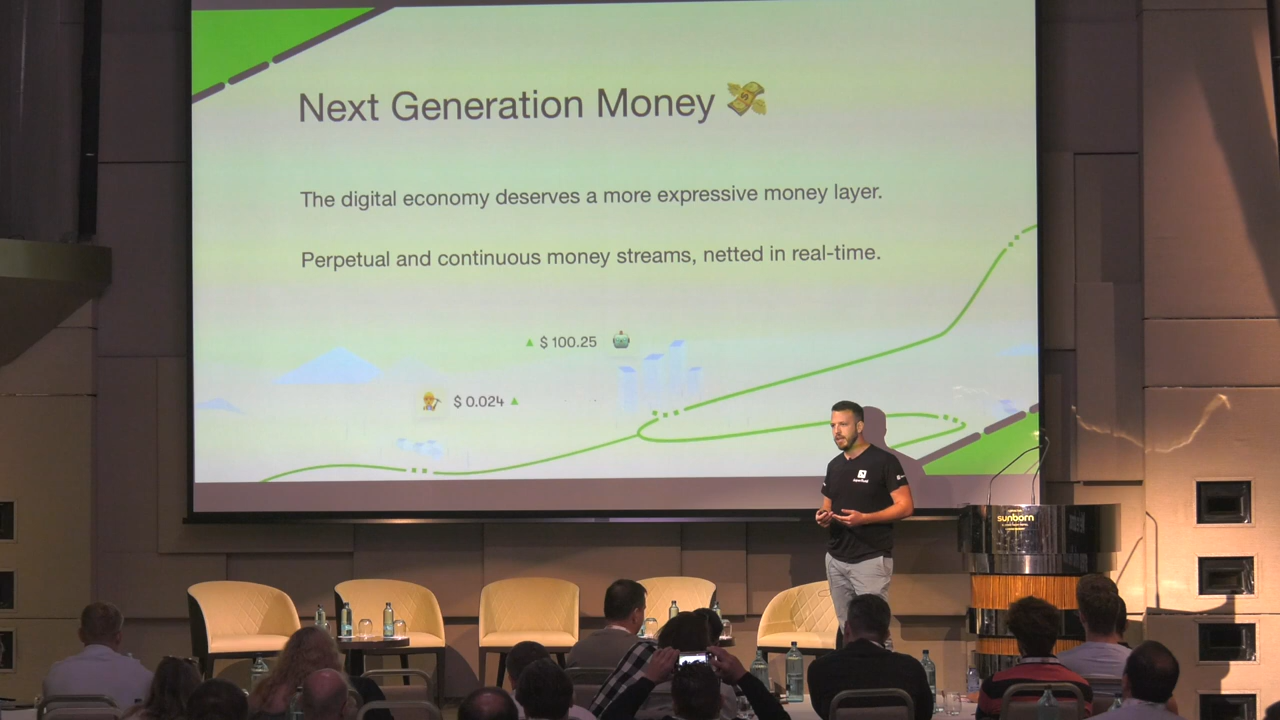 Next Generation Money 💸
The digital economy deserves a more expressive money layer.
Perpetual and continuous money streams, netted in real-time.
▲ $ 100.25
$ 0.024 ▲
superfluid
sunborn